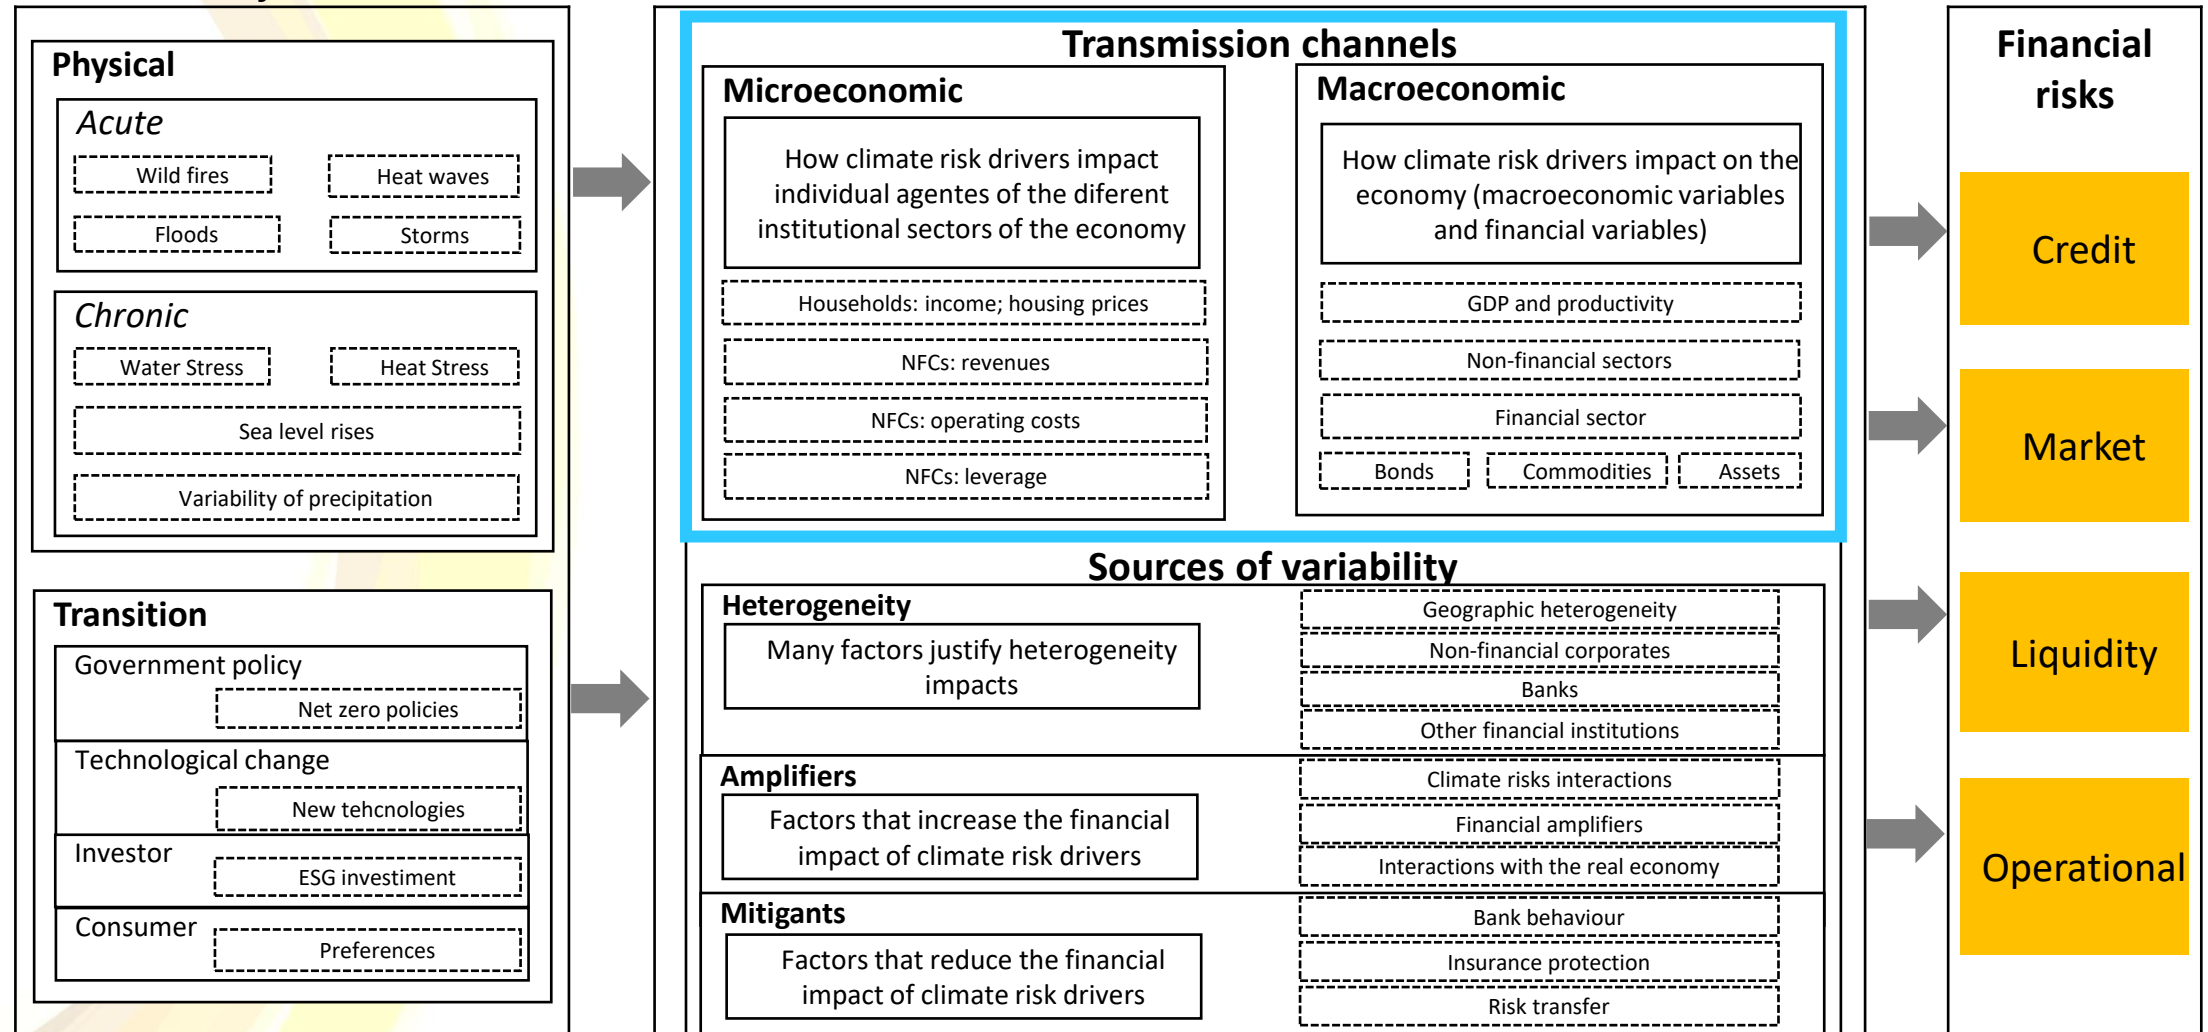 Physical
Acute
Wild fires
Heat waves
Floods
Storms
Chronic
Water Stress
Heat Stress
Sea level rises
Variability of precipitation
Transition
Government policy
Net zero policies
Technological change
New tehcnologies
Investor
ESG investiment
Consumer
Preferences
Transmission channels
Microeconomic
How climate risk drivers impact
individual agentes of the diferent
institutional sectors of the economy
Households: income; housing prices
NFCs: revenues
NFCs: operating costs
NFCs: leverage
Macroeconomic
How climate risk drivers impact on the
economy (macroeconomic variables
and financial variables)
GDP and productivity
Non-financial sectors
Financial sector
Bonds
Commodities
Assets
Sources of variability
Heterogeneity
Many factors justify heterogeneity
impacts
Geographic heterogeneity
Non-financial corporates
Banks
Other financial institutions
Amplifiers
Factors that increase the financial
impact of climate risk drivers
Climate risks interactions
Financial amplifiers
Interactions with the real economy
Mitigants
Factors that reduce the financial
impact of climate risk drivers
Bank behaviour
Insurance protection
Risk transfer
Financial
risks
Credit
Market
Liquidity
Operational